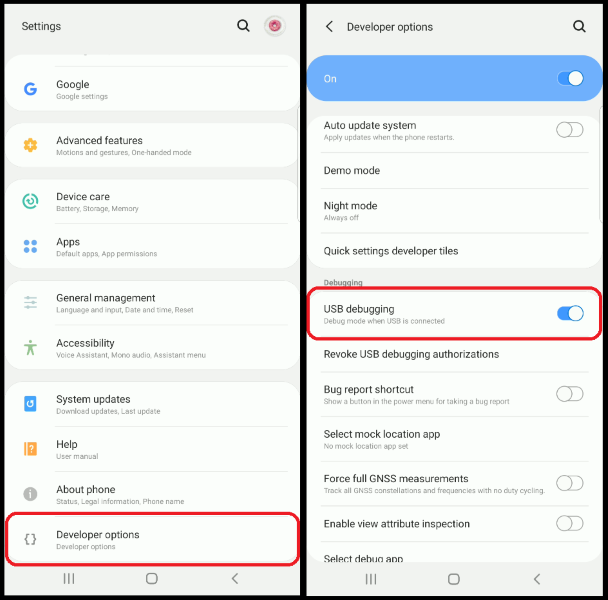 Settings
Google
Google settings
Advanced features
Motions and gestures, One-handed mode
Device care
Battery, Storage, Memory
Apps
Default apps, App permissions
General management
Language and input, Date and time, Reset
Accessibility
Voice Assistant, Mono audio, Assistant menu
System updates
Download updates, Last update
Help
User manual
About phone
Status, Legal information, Phone name
Developer options
Developer options
Developer options
On
Auto update system
Apply updates when the phone restarts.
Demo mode
Night mode
Always off
Quick settings developer tiles
Debugging
USB debugging
Debug mode when USB is connected
Revoke USB debugging authorizations
Bug report shortcut
Show a button in the power menu for taking a bug report
Select mock location app
No mock location app set
Force full GNSS measurements
Track all GNSS constellations and frequencies with no duty cycling.
Enable view attribute inspection
Select debug app